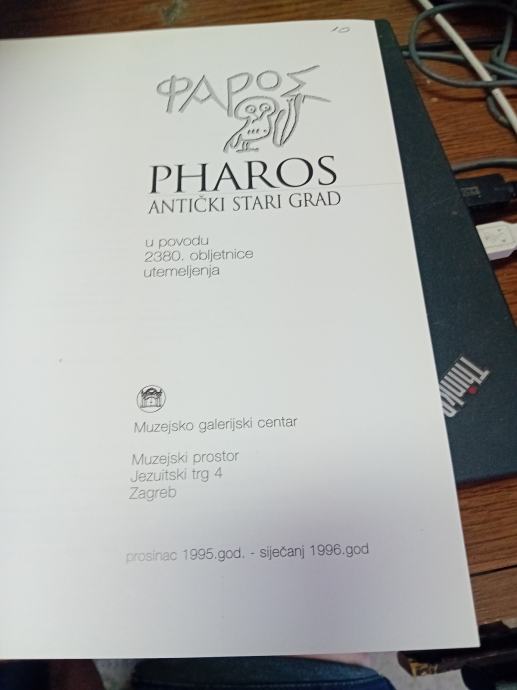 10
ΦΑΡΟΣ
PHAROS
ANTIČKI STARI GRAD
u povodu
2380. obljetnice
utemeljenja
Muzejsko galerijski centar
Muzejski prostor
Jezuitski trg 4
Zagreb
prosinac 1995.god. - siječanj 1996.god